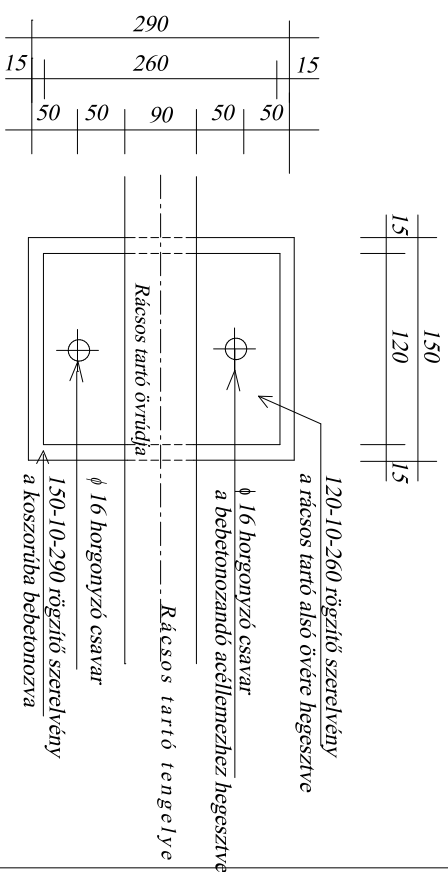 290
15 260 15
50 50 90 50 50
15 120 15
150
Rácsos tartó övrúdja
120-10-260 rögzítő szerelvény
a rácsos tartó alsó övére hegesztve
ϕ 16 horgonyzó csavar
a bebetonozandó acéllemezhez hegesztve
Rácsos tartó tengelye
ϕ 16 horgonyzó csavar
150-10-290 rögzítő szerelvény
a koszorúba bebetonozva